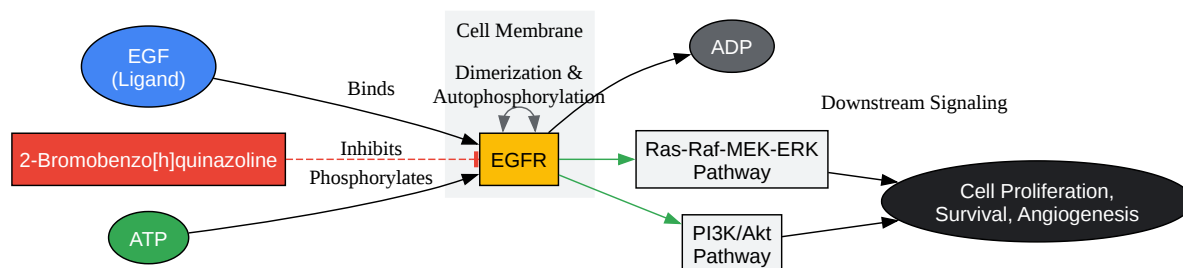 EGF
(Ligand)
2-Bromobenzo[h]quinazoline
ATP
Binds
Inhibits
Phosphorylates
Cell Membrane
Dimerization &
Autophosphorylation
EGFR
ADP
Ras-Raf-MEK-ERK
Pathway
PI3K/Akt
Pathway
Downstream Signaling
Cell Proliferation,
Survival, Angiogenesis